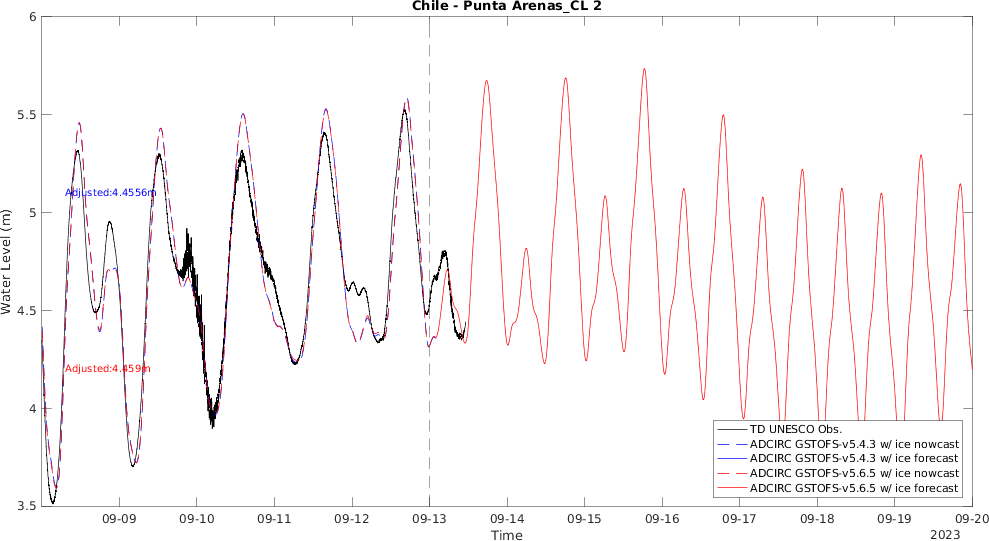 Chile - Punta Arenas_CL 2
6
5.5
5
4.5
4
3.5
Water Level (m)
Adjusted:4.4556m
Adjusted:4.459m
TD UNESCO Obs.
ADCIRC GSTOFS-v5.4.3 w/ ice nowcast
ADCIRC GSTOFS-v5.4.3 w/ ice forecast
ADCIRC GSTOFS-v5.6.5 w/ ice nowcast
ADCIRC GSTOFS-v5.6.5 w/ ice forecast
09-09 09-10 09-11 09-12 09-13 09-14 09-15 09-16 09-17 09-18 09-19 09-20
Time
2023